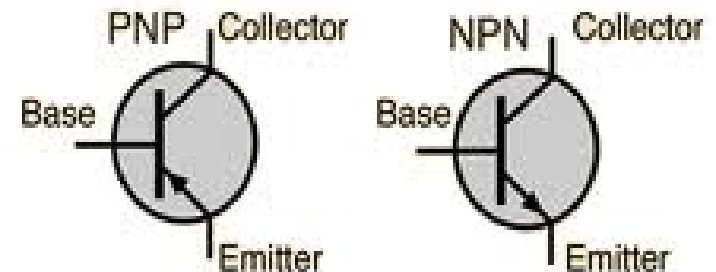 PNP Collector
Base
Emitter
NPN Collector
Base
Emitter